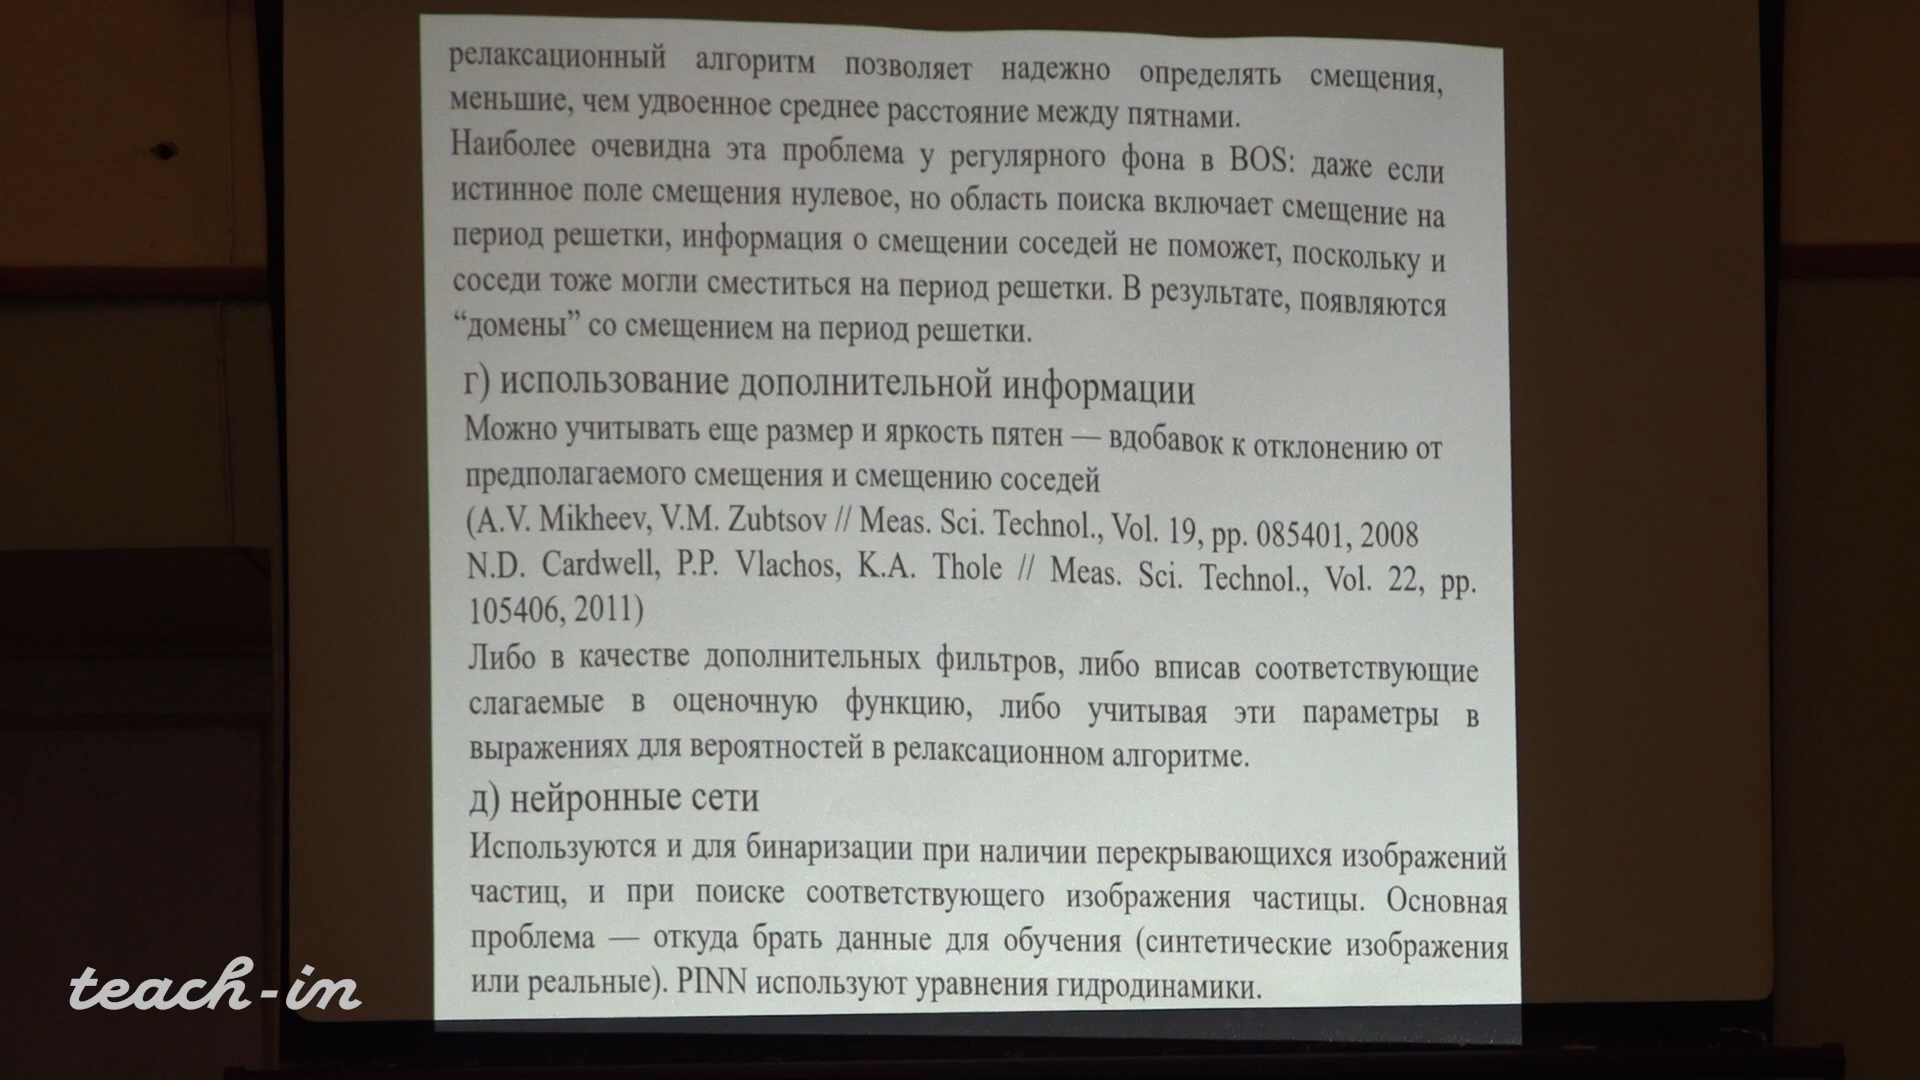 релаксационный алгоритм позволяет надежно определять смещения,
меньшие, чем удвоенное среднее расстояние между пятнами.
Наиболее очевидна эта проблема у регулярного фона в BOS: даже если
истинное поле смещения нулевое, но область поиска включает смещение на
период решетки, информация о смещении соседей не поможет, поскольку и
соседи тоже могли сместиться на период решетки. В результате, появляются
“домены” со смещением на период решетки.
г) использование дополнительной информации
Можно учитывать еще размер и яркость пятен — вдобавок к отклонению от
предполагаемого смещения и смещению соседей
(A.V. Mikheev, V.M. Zubtsov // Meas. Sci. Technol., Vol. 19, pp. 085401, 2008
N.D. Cardwell, P.P. Vlachos, K.A. Thole // Meas. Sci. Technol., Vol. 22, pp.
105406, 2011)
Либо в качестве дополнительных фильтров, либо вписав соответствующие
слагаемые в оценочную функцию, либо учитывая эти параметры в
выражениях для вероятностей в релаксационном алгоритме.
д) нейронные сети
Используются и для бинаризации при наличии перекрывающихся изображений
частиц, и при поиске соответствующего изображения частицы. Основная
проблема — откуда брать данные для обучения (синтетические изображения
или реальные). PINN используют уравнения гидродинамики.
teach-in